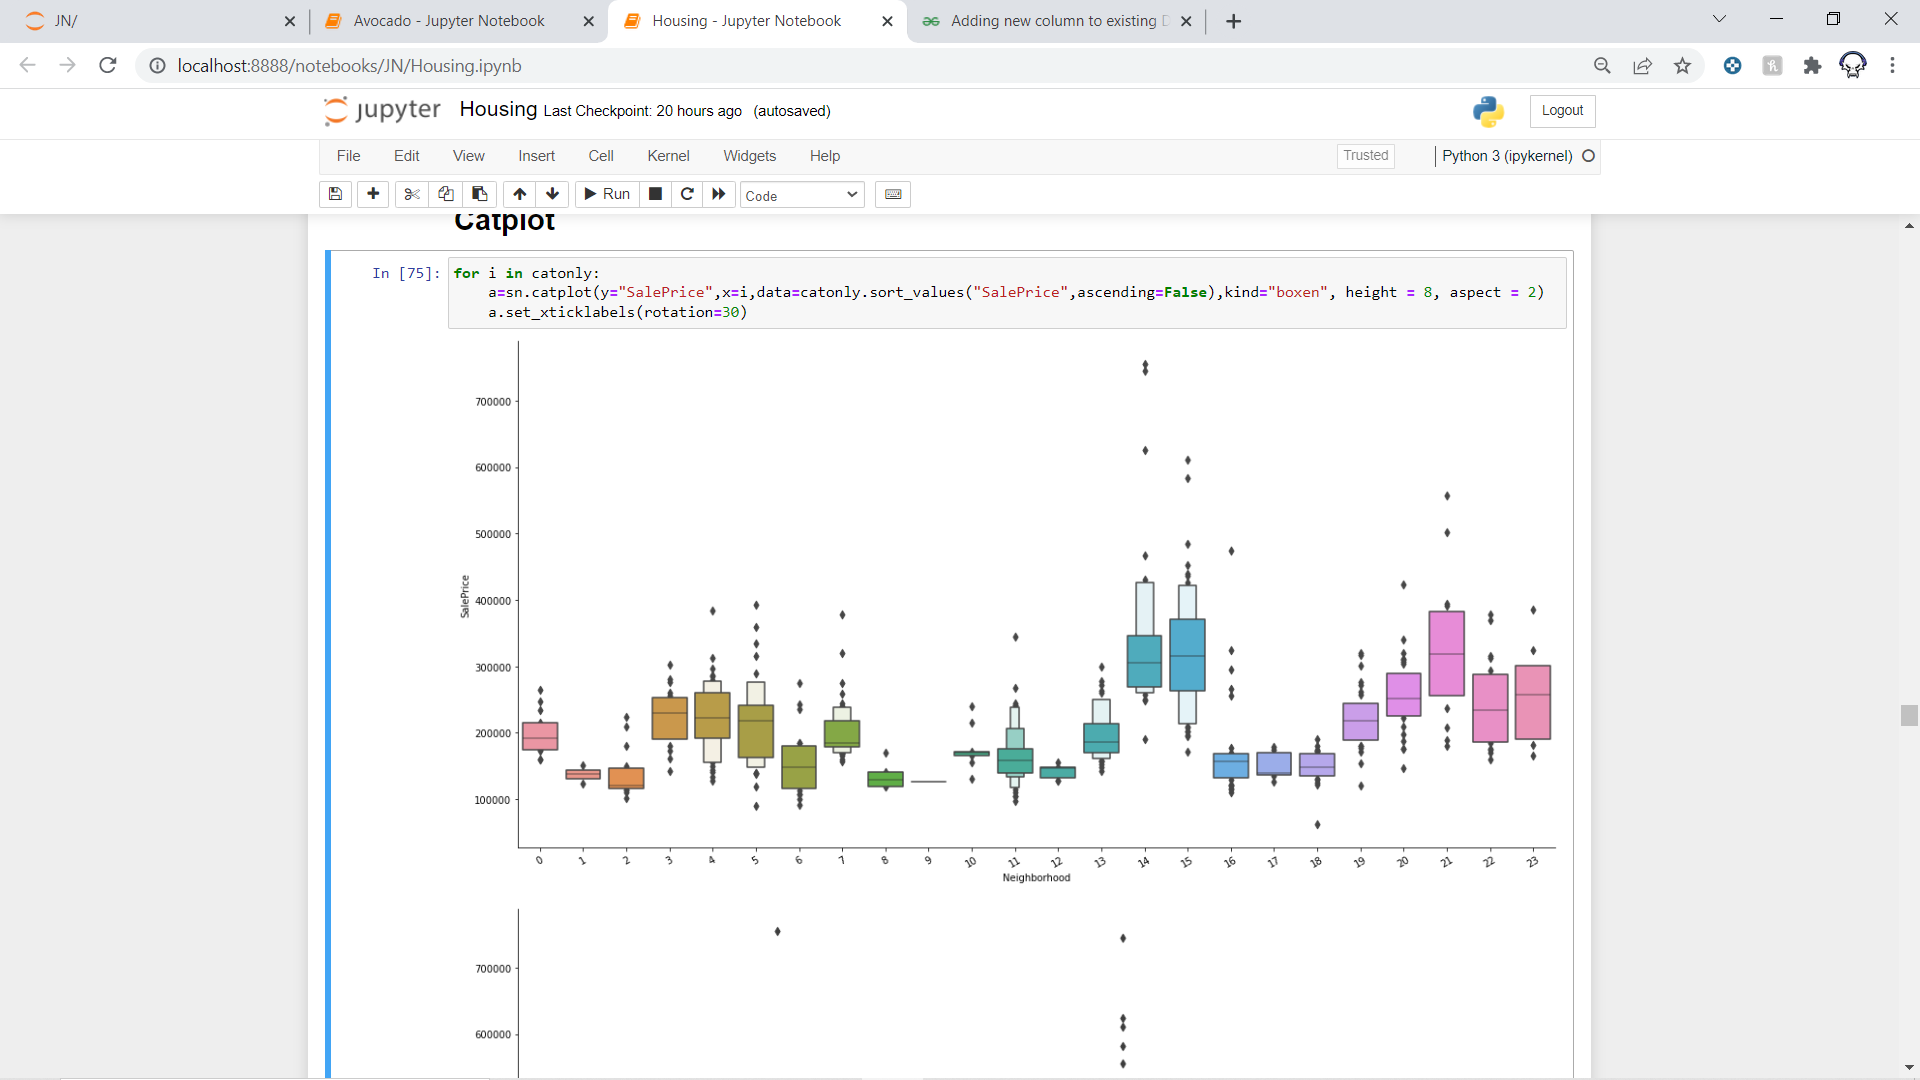 JN/
Avocado - Jupyter Notebook
Housing - Jupyter Notebook
Adding new column to existing D
localhost:8888/notebooks/JN/Housing.ipynb
jupyter Housing Last Checkpoint: 20 hours ago (autosaved)
Logout
File Edit View Insert Cell Kernel Widgets Help
Trusted
Python 3 (ipykernel)
Run
Code
Catplot
In [75]:
for i in catonly:
a=sn.catplot(y="SalePrice",x=i,data=catonly.sort_values("SalePrice",ascending=False),kind="boxen", height = 8, aspect = 2)
a.set_xticklabels(rotation=30)
700000
600000
500000
400000
300000
200000
100000
SalePrice
0 1 2 3 4 5 6 7 8 9 10 11 12 13 14 15 16 17 18 19 20 21 22 23
Neighborhood
700000
600000